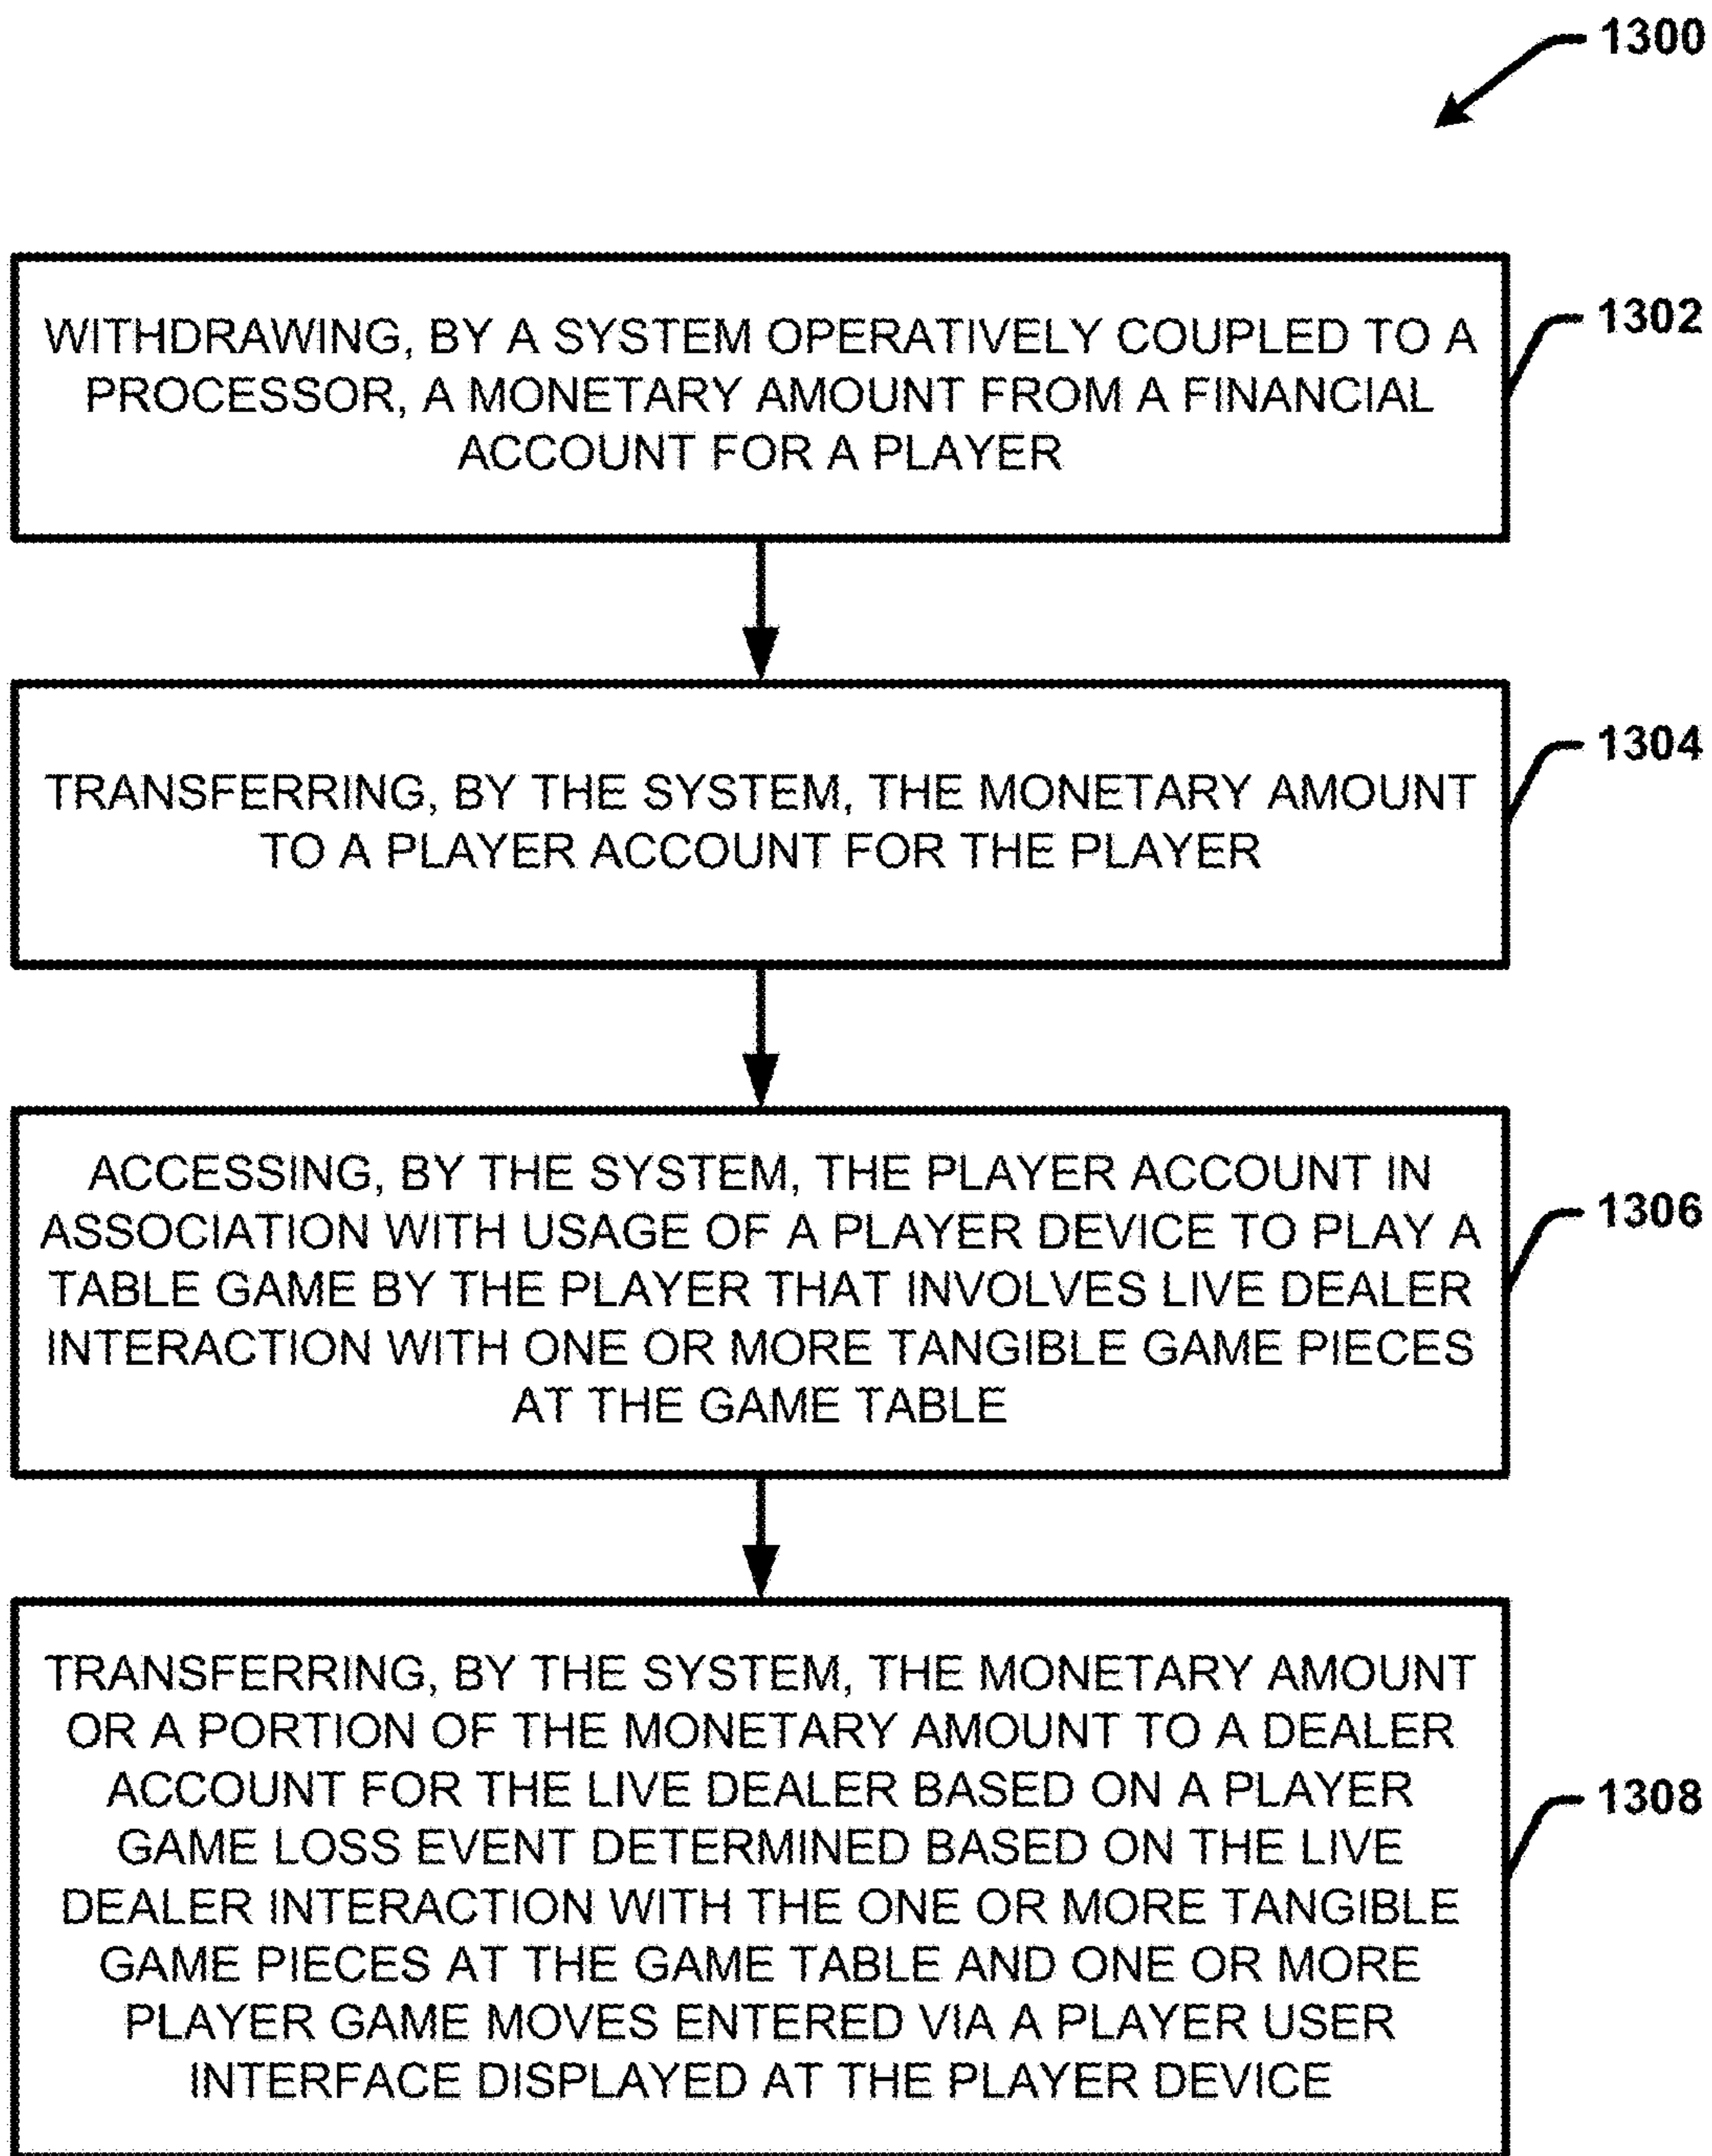 1300
WITHDRAWING, BY A SYSTEM OPERATIVELY COUPLED TO A
PROCESSOR, A MONETARY AMOUNT FROM A FINANCIAL
ACCOUNT FOR A PLAYER
1302
TRANSFERRING, BY THE SYSTEM, THE MONETARY AMOUNT
TO A PLAYER ACCOUNT FOR THE PLAYER
1304
ACCESSING, BY THE SYSTEM, THE PLAYER ACCOUNT IN
ASSOCIATION WITH USAGE OF A PLAYER DEVICE TO PLAY A
TABLE GAME BY THE PLAYER THAT INVOLVES LIVE DEALER
INTERACTION WITH ONE OR MORE TANGIBLE GAME PIECES
AT THE GAME TABLE
1306
TRANSFERRING, BY THE SYSTEM, THE MONETARY AMOUNT
OR A PORTION OF THE MONETARY AMOUNT TO A DEALER
ACCOUNT FOR THE LIVE DEALER BASED ON A PLAYER
GAME LOSS EVENT DETERMINED BASED ON THE LIVE
DEALER INTERACTION WITH THE ONE OR MORE TANGIBLE
GAME PIECES AT THE GAME TABLE AND ONE OR MORE
PLAYER GAME MOVES ENTERED VIA A PLAYER USER
INTERFACE DISPLAYED AT THE PLAYER DEVICE
1308